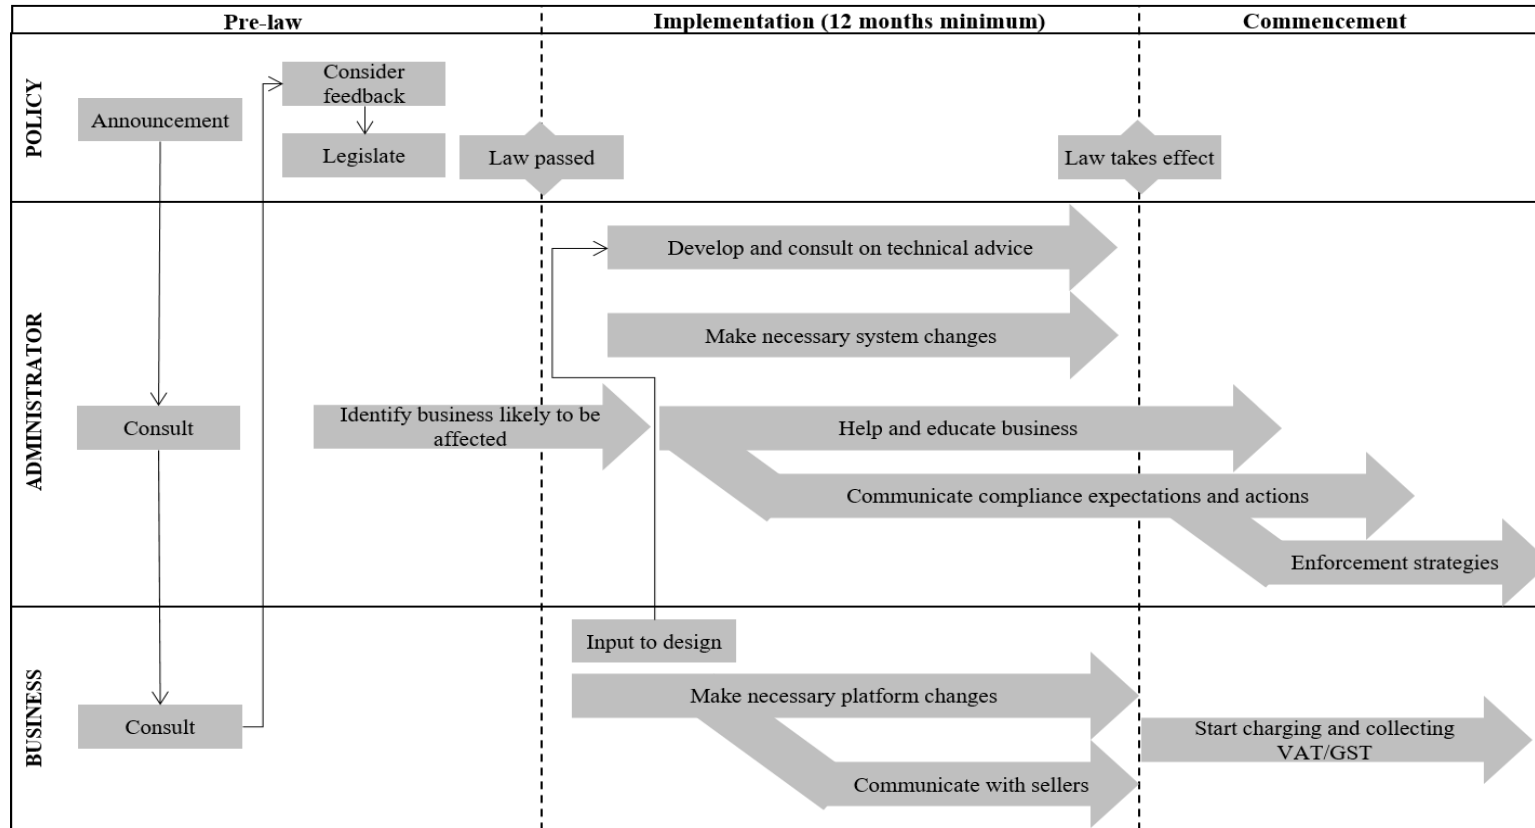 Pre-law
Implementation (12 months minimum)
Commencement
POLICY
Announcement
Consider
feedback
Legislate
Law passed
Law takes effect
ADMINISTRATOR
Develop and consult on technical advice
Make necessary system changes
Consult
Identify business likely to be
affected
Help and educate business
Communicate compliance expectations and actions
Enforcement strategies
BUSINESS
Input to design
Make necessary platform changes
Consult
Start charging and collecting
VAT/GST
Communicate with sellers